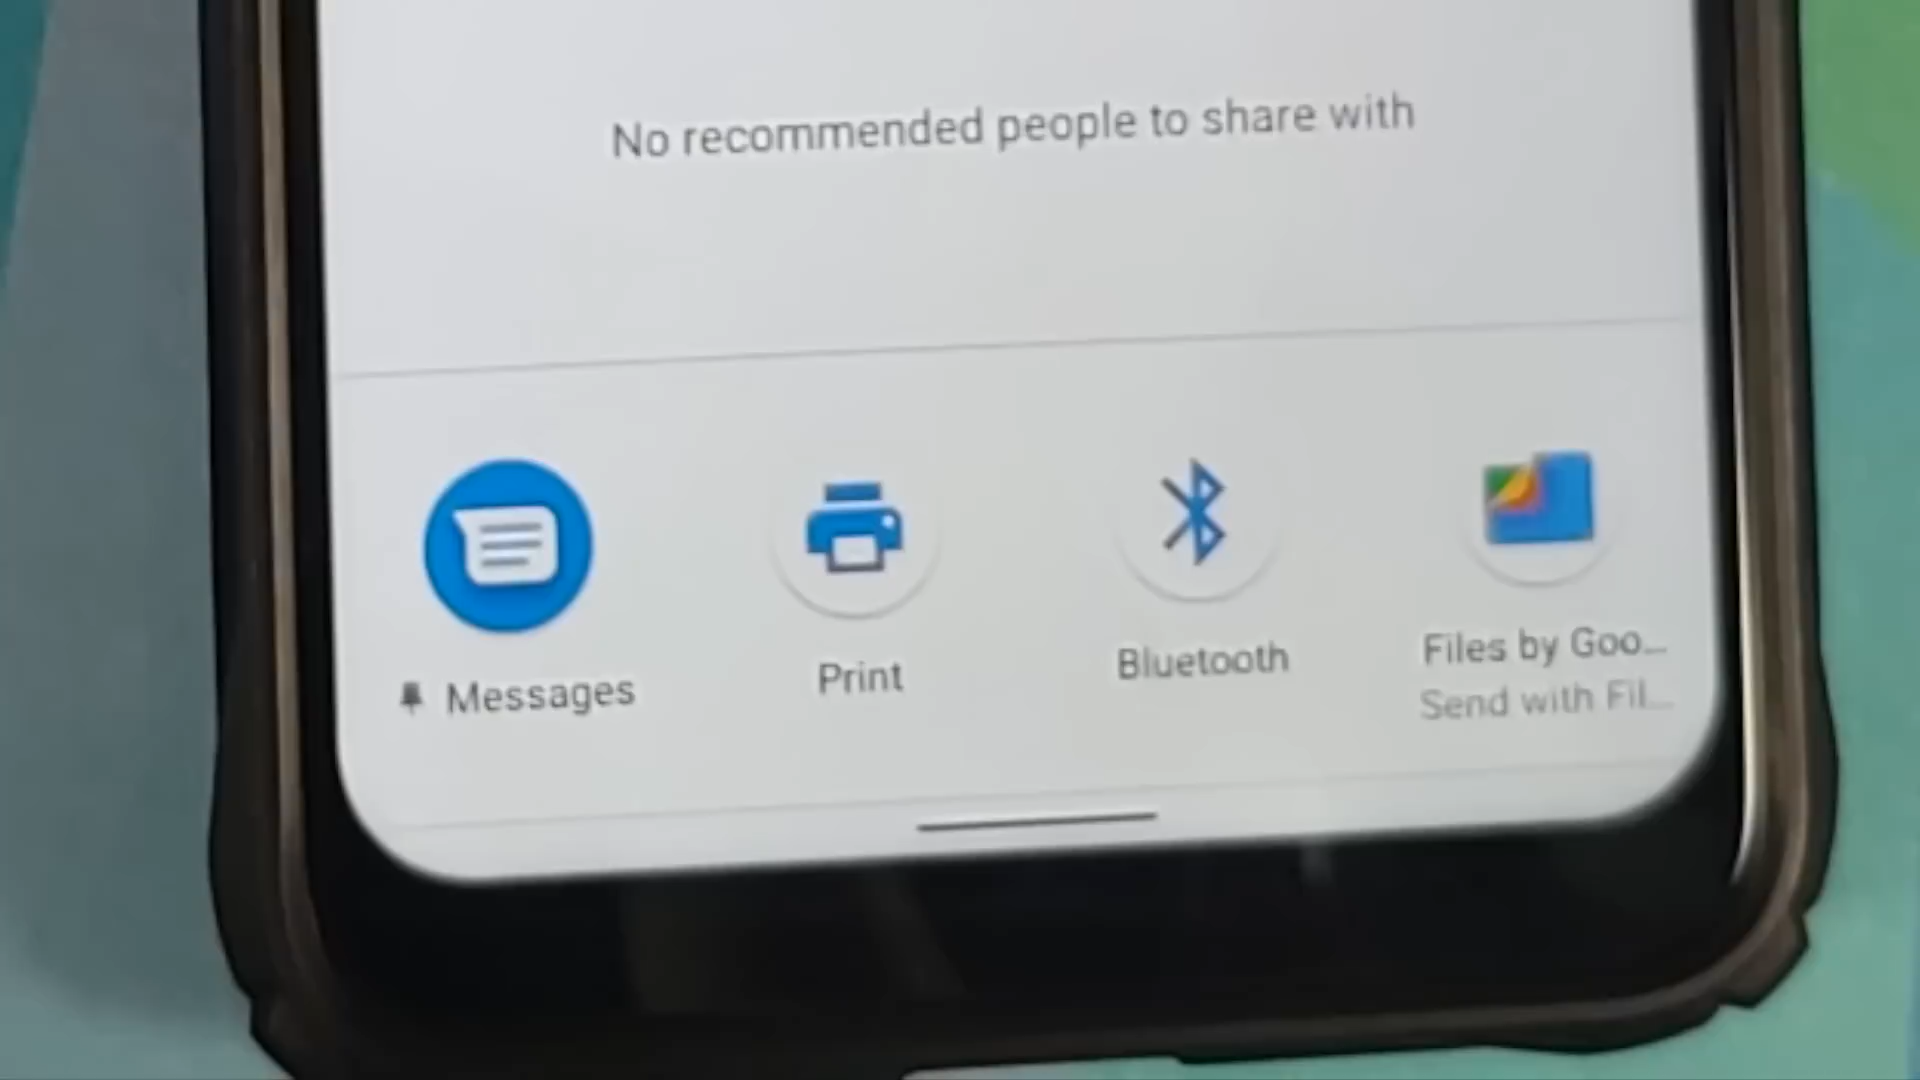 No recommended people to share with
Messages
Print
Bluetooth
Files by Goo...
Send with Fil...